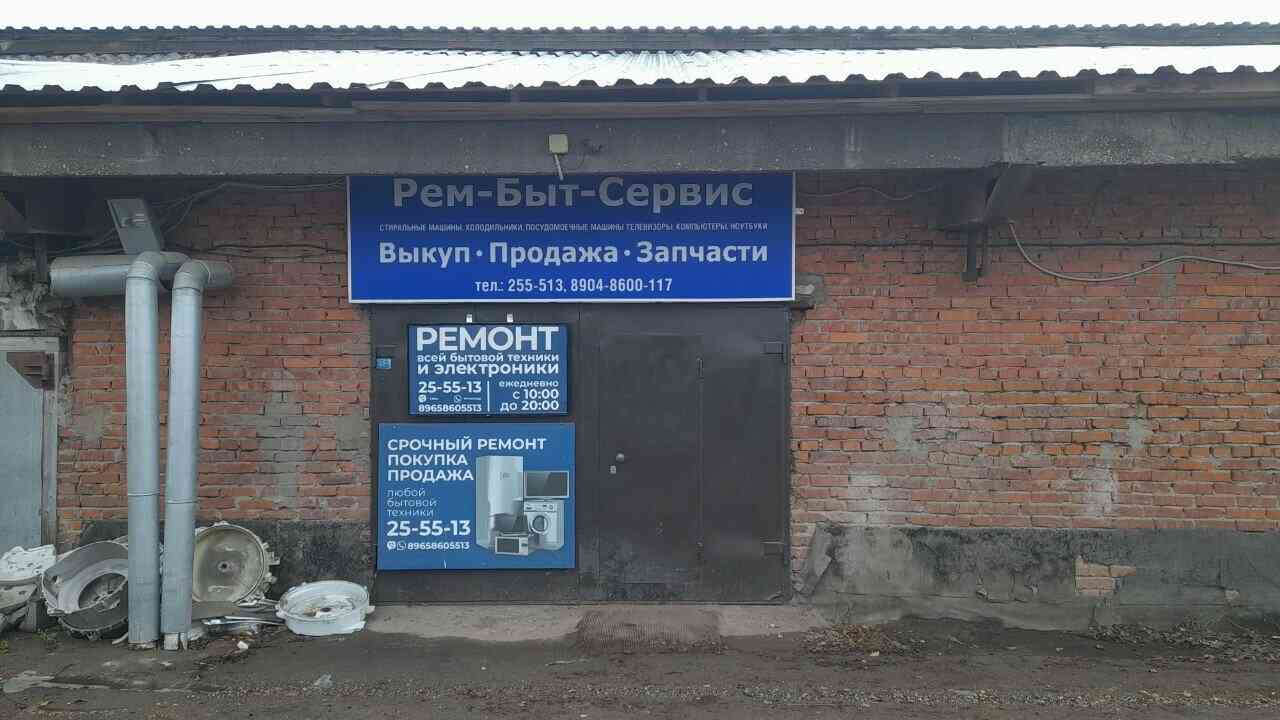 Рем-Быт-Сервис
СТИРАЛЬНЫЕ МАШИНЫ, ХОЛОДИЛЬНИКИ, ПОСУДОМОЕЧНЫЕ МАШИНЫ ТЕЛЕВИЗОРЫ, КОМПЬЮТЕРЫ, НОУТБУКИ
Выкуп · Продажа · Запчасти
тел.: 255-513, 8904-8600-117
РЕМОНТ
ВСЕЙ БЫТОВОЙ ТЕХНИКИ
И ЭЛЕКТРОНИКИ
25-55-13
89658605513
ЕЖЕДНЕВНО
С 10:00
ДО 20:00
СРОЧНЫЙ РЕМОНТ
ПОКУПКА
ПРОДАЖА
ЛЮБОЙ
БЫТОВОЙ
ТЕХНИКИ
25-55-13
89658605513